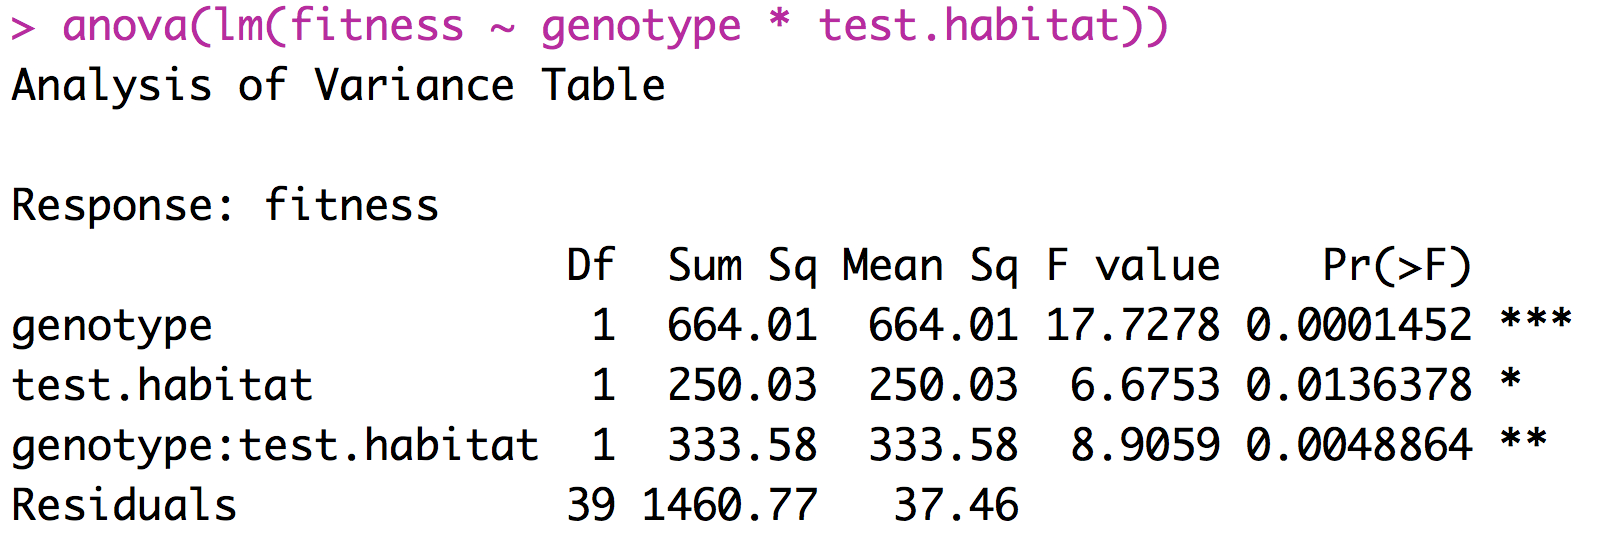 > anova(lm(fitness ~ genotype * test.habitat))
Analysis of Variance Table

Response: fitness
                      Df  Sum Sq Mean Sq F value    Pr(>F)
genotype               1  664.01  664.01 17.7278 0.0001452 ***
test.habitat           1  250.03  250.03  6.6753 0.0136378 *
genotype:test.habitat  1  333.58  333.58  8.9059 0.0048864 **
Residuals             39 1460.77   37.46